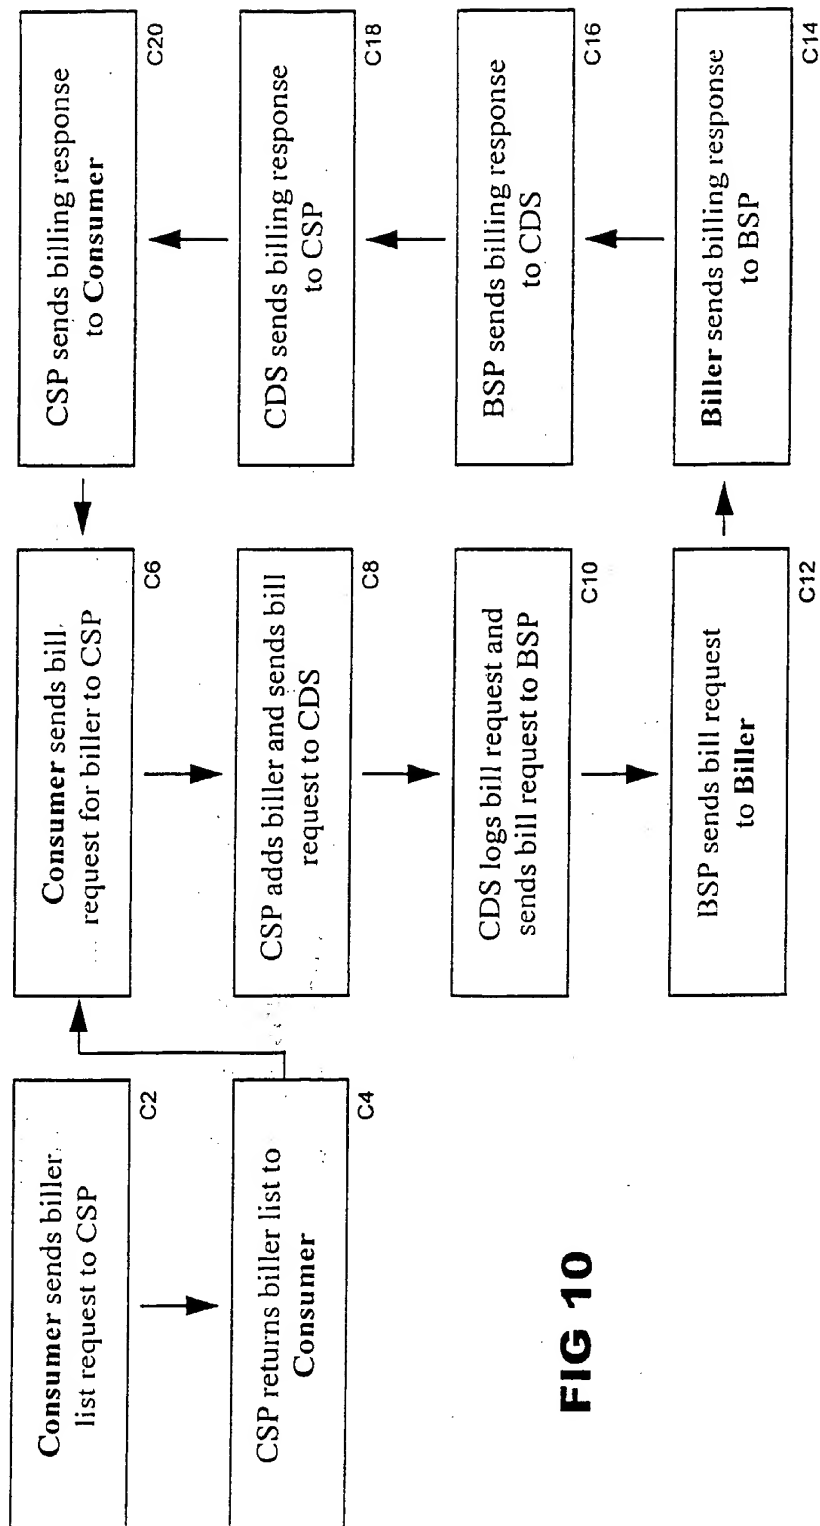 Consumer sends biller
list request to CSP
C2
CSP returns biller list to
Consumer
C4
Consumer sends bill
request for biller to CSP
C6
CSP adds biller and sends bill
request to CDS
C8
CDS logs bill request and
sends bill request to BSP
C10
BSP sends bill request
to Biller
C12
Biller sends billing response
to BSP
C14
BSP sends billing response
to CDS
C16
CDS sends billing response
to CSP
C18
CSP sends billing response
to Consumer
C20
FIG 10